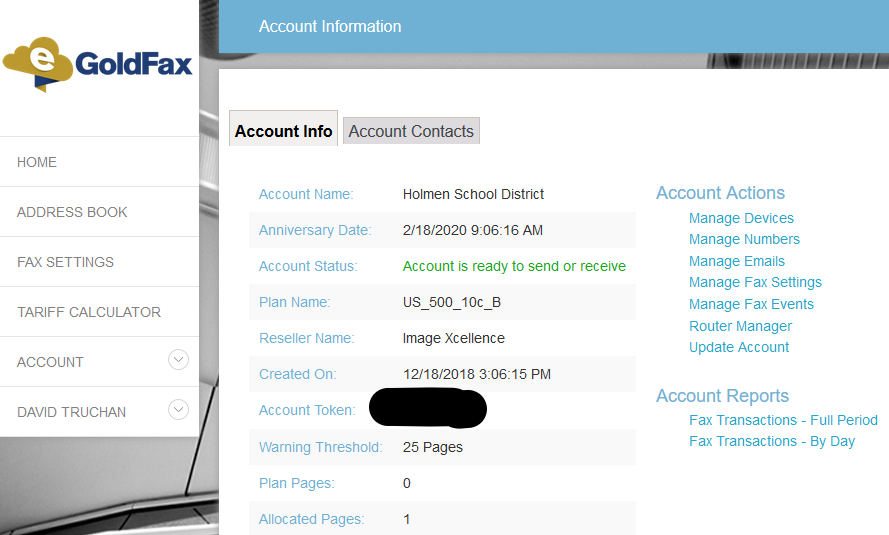 e
GoldFax
HOME
ADDRESS BOOK
FAX SETTINGS
TARIFF CALCULATOR
ACCOUNT
DAVID TRUCHAN
Account Information
Account Info
Account Contacts
Account Name: Holmen School District
Anniversary Date: 2/18/2020 9:06:16 AM
Account Status: Account is ready to send or receive
Plan Name: US_500_10c_B
Reseller Name: Image Xcellence
Created On: 12/18/2018 3:06:15 PM
Account Token:
Warning Threshold: 25 Pages
Plan Pages: 0
Allocated Pages: 1
Account Actions
Manage Devices
Manage Numbers
Manage Emails
Manage Fax Settings
Manage Fax Events
Router Manager
Update Account
Account Reports
Fax Transactions - Full Period
Fax Transactions - By Day